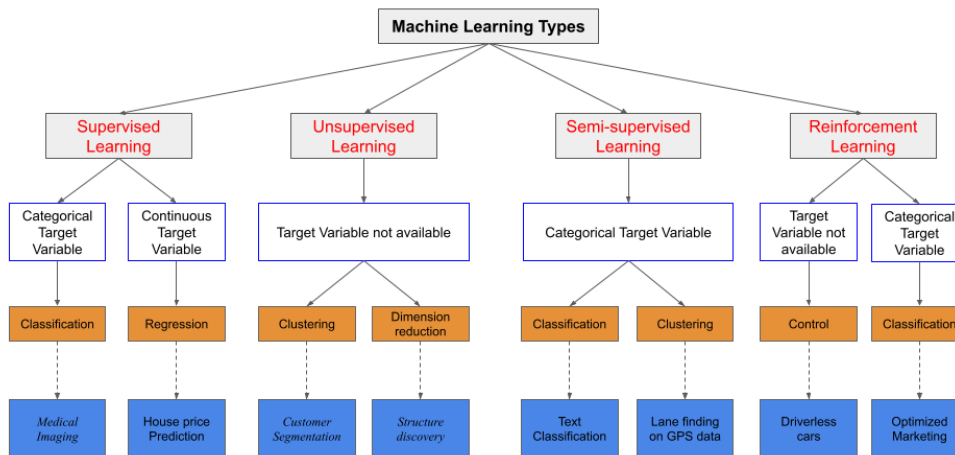 Machine Learning Types
Supervised
Learning
Unsupervised
Learning
Semi-supervised
Learning
Reinforcement
Learning
Categorical
Target
Variable
Continuous
Target
Variable
Target Variable not available
Categorical Target Variable
Target
Variable not
available
Categorical
Target
Variable
Classification
Regression
Clustering
Dimension
reduction
Classification
Clustering
Control
Classification
Medical
Imaging
House price
Prediction
Customer
Segmentation
Structure
discovery
Text
Classification
Lane finding
on GPS data
Driverless
cars
Optimized
Marketing